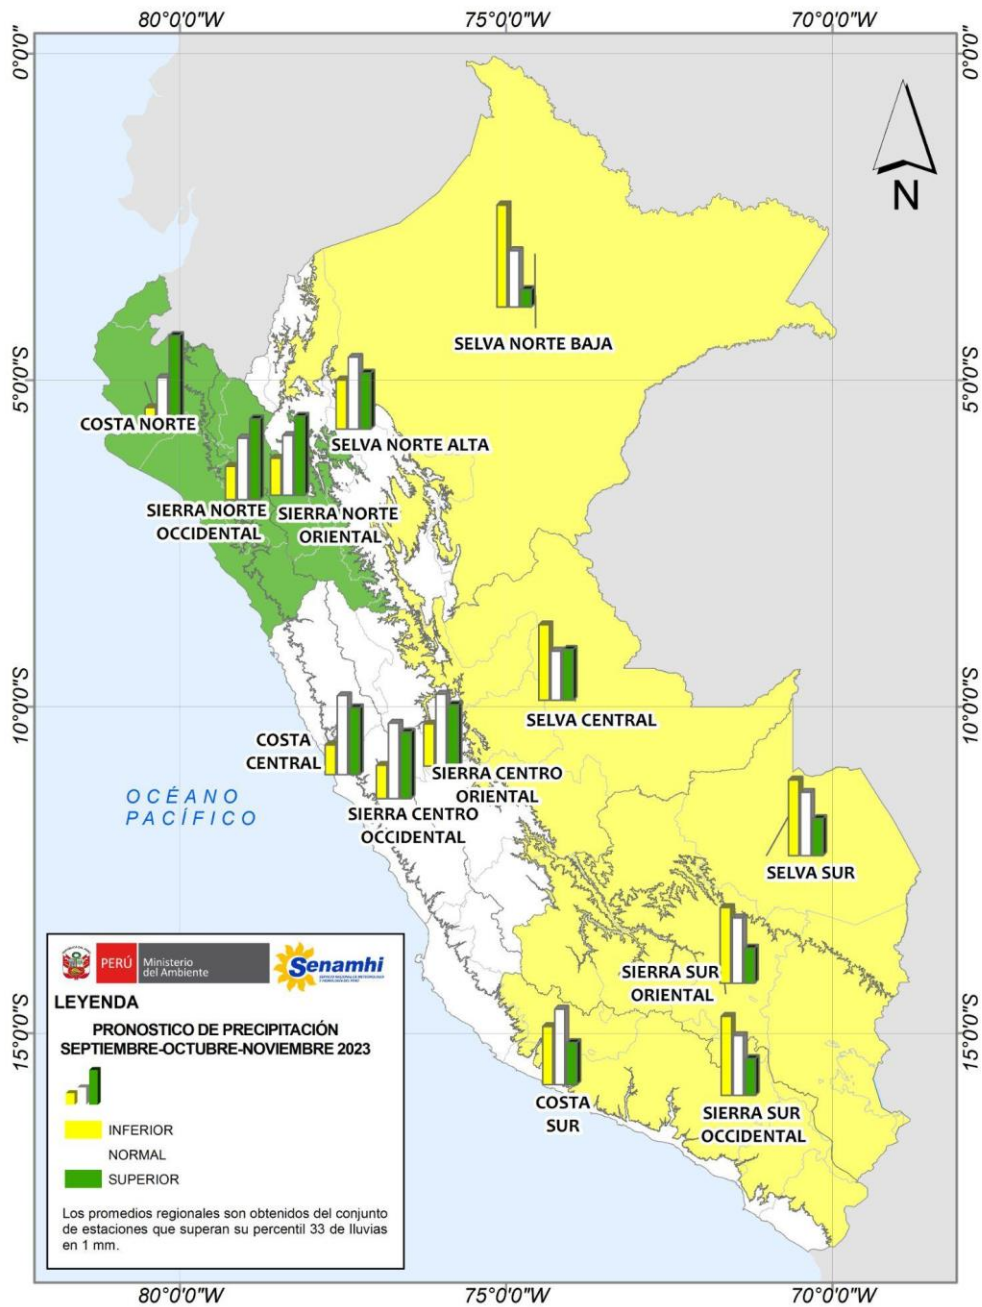 80°0'0"W 75°0'0"W 70°0'0"W
0°0'0"
0°0'0"
N
SELVA NORTE BAJA
5°0'0"S
5°0'0"S
COSTA NORTE
SELVA NORTE ALTA
SIERRA NORTE
OCCIDENTAL
SIERRA NORTE
ORIENTAL
10°0'0"S
10°0'0"S
SELVA CENTRAL
COSTA
CENTRAL
SIERRA CENTRO
ORIENTAL
SIERRA CENTRO
OCCIDENTAL
OCÉANO
PACÍFICO
SELVA SUR
SIERRA SUR
ORIENTAL
15°0'0"S
15°0'0"S
COSTA
SUR
SIERRA SUR
OCCIDENTAL
PERÚ
Ministerio
del Ambiente
Senamhi
LEYENDA
PRONOSTICO DE PRECIPITACIÓN
SEPTIEMBRE-OCTUBRE-NOVIEMBRE 2023
INFERIOR
NORMAL
SUPERIOR
Los promedios regionales son obtenidos del conjunto
de estaciones que superan su percentil 33 de lluvias
en 1 mm.
80°0'0"W 75°0'0"W 70°0'0"W